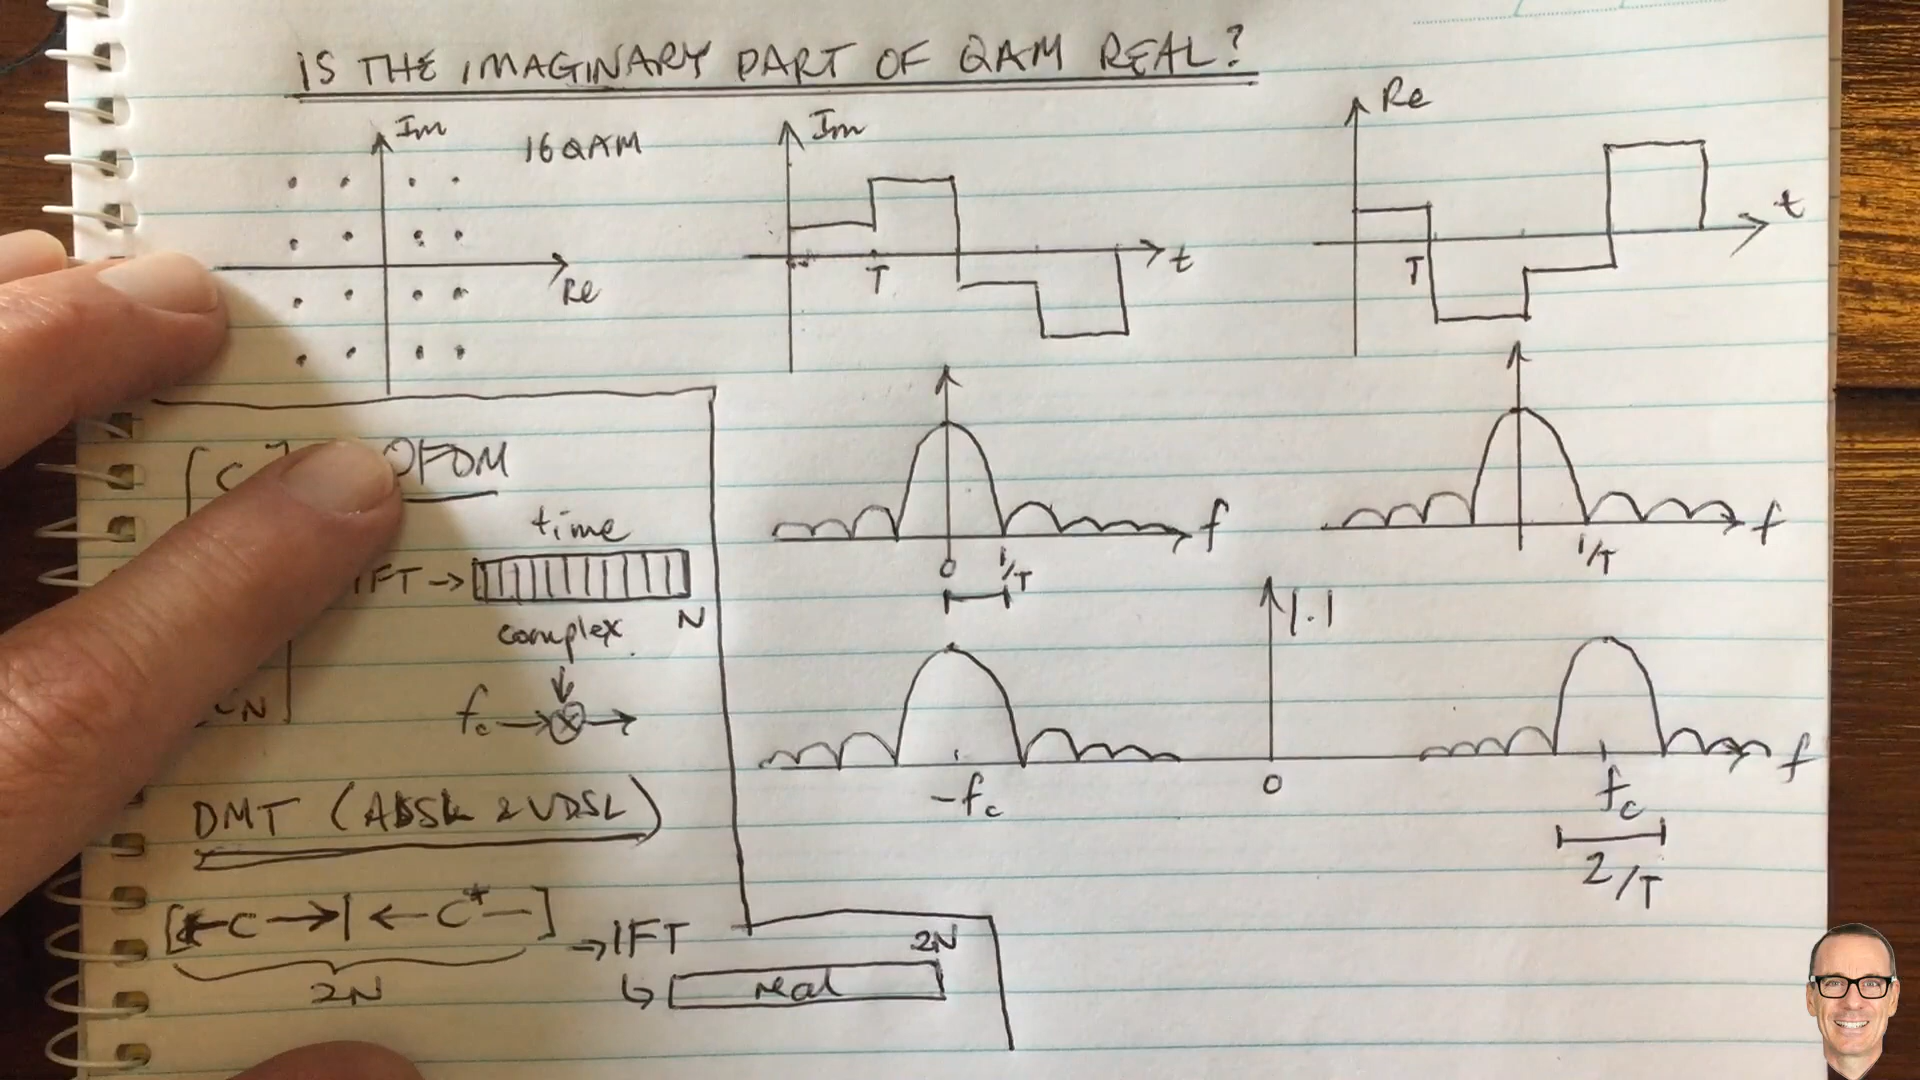 IS THE IMAGINARY PART OF QAM REAL?
Im
16QAM
Re
Im
T
t
Re
T
t
0
1/T
f
1/T
f
|.|
-fc
0
fc
f
2/T
C
OFDM
time
IFT →
N
complex
N
fc
DMT (ADSL & VDSL)
[← C → | ← C* —]
2N
→ IFT
2N
↳ real